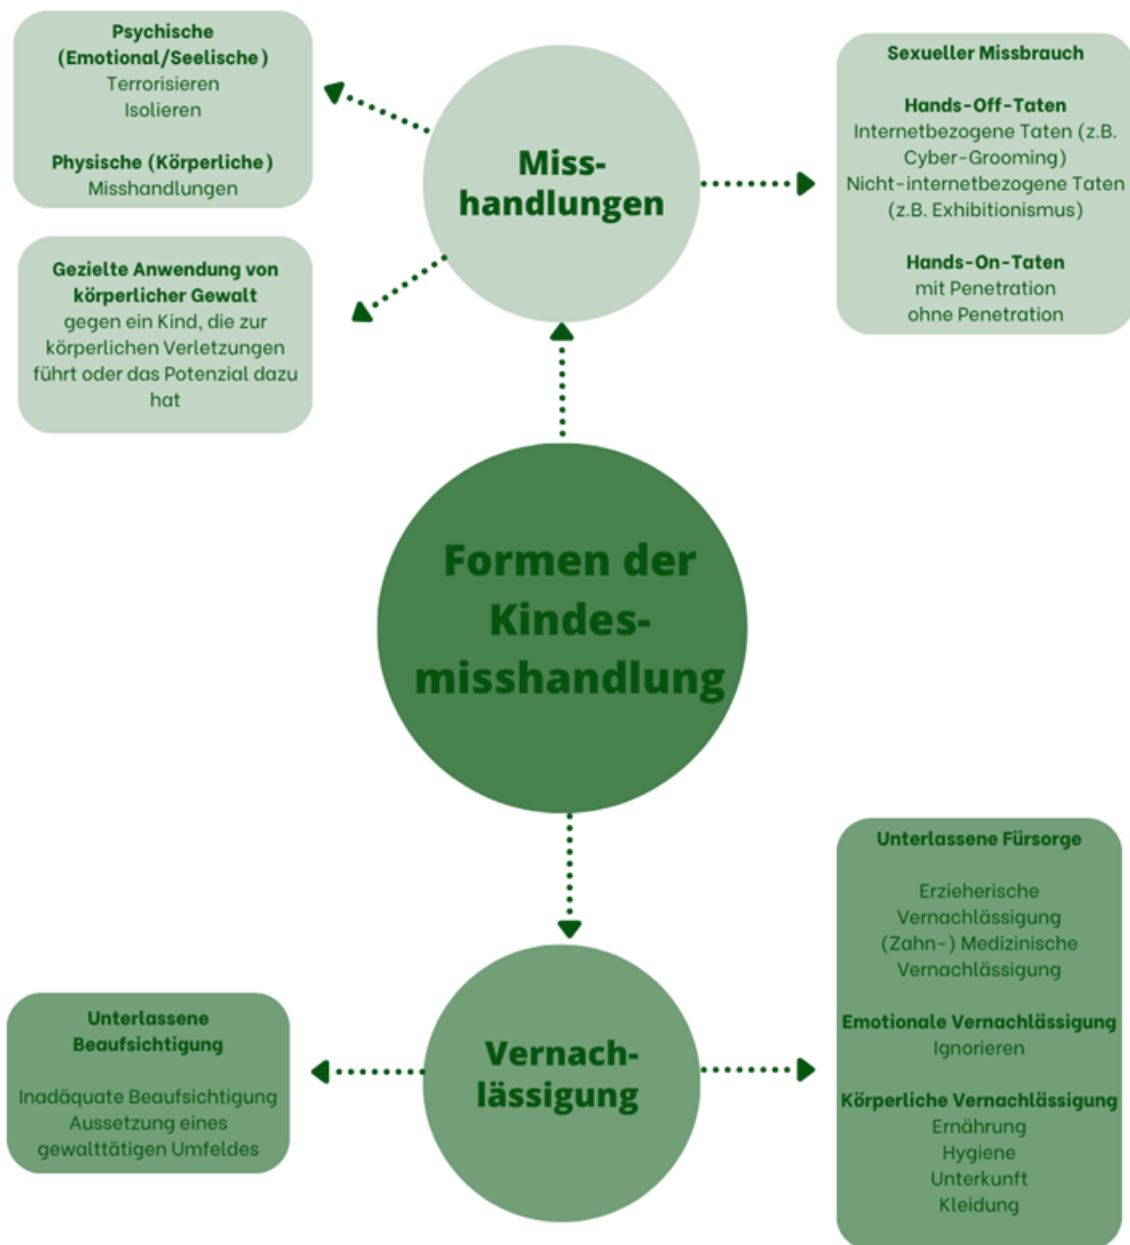 Psychische
(Emotional/Seelische)
Terrorisieren
Isolieren
Physische (Körperliche)
Misshandlungen
Gezielte Anwendung von
körperlicher Gewalt
gegen ein Kind, die zur
körperlichen Verletzungen
führt oder das Potenzial dazu
hat
Miss-
handlungen
Sexueller Missbrauch
Hands-Off-Taten
Internetbezogene Taten (z.B.
Cyber-Grooming)
Nicht-internetbezogene Taten
(z.B. Exhibitionismus)
Hands-On-Taten
mit Penetration
ohne Penetration
Formen der
Kindes-
misshandlung
Unterlassene
Beaufsichtigung
Inadäquate Beaufsichtigung
Aussetzung eines
gewalttätigen Umfeldes
Vernach-
lässigung
Unterlassene Fürsorge
Erzieherische
Vernachlässigung
(Zahn-) Medizinische
Vernachlässigung
Emotionale Vernachlässigung
Ignorieren
Körperliche Vernachlässigung
Ernährung
Hygiene
Unterkunft
Kleidung